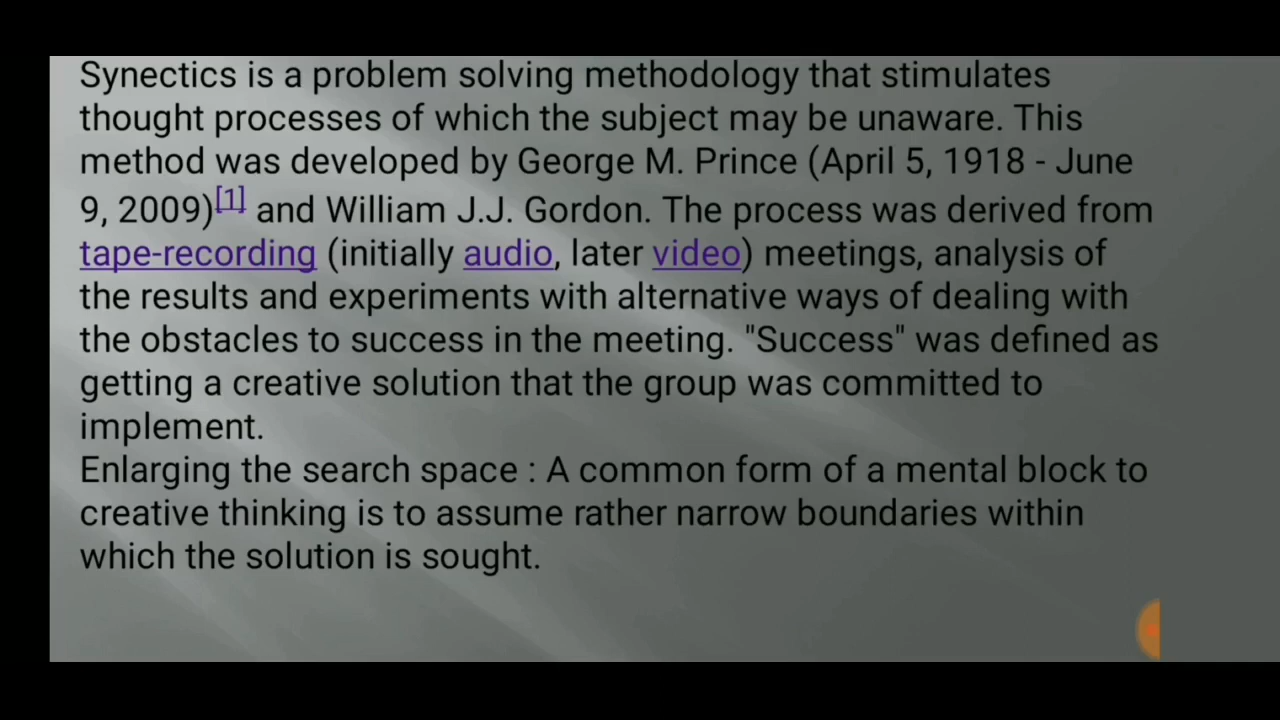 Synectics is a problem solving methodology that stimulates
thought processes of which the subject may be unaware. This
method was developed by George M. Prince (April 5, 1918 - June
9, 2009)[1] and William J.J. Gordon. The process was derived from
tape-recording (initially audio, later video) meetings, analysis of
the results and experiments with alternative ways of dealing with
the obstacles to success in the meeting. "Success" was defined as
getting a creative solution that the group was committed to
implement.
Enlarging the search space : A common form of a mental block to
creative thinking is to assume rather narrow boundaries within
which the solution is sought.